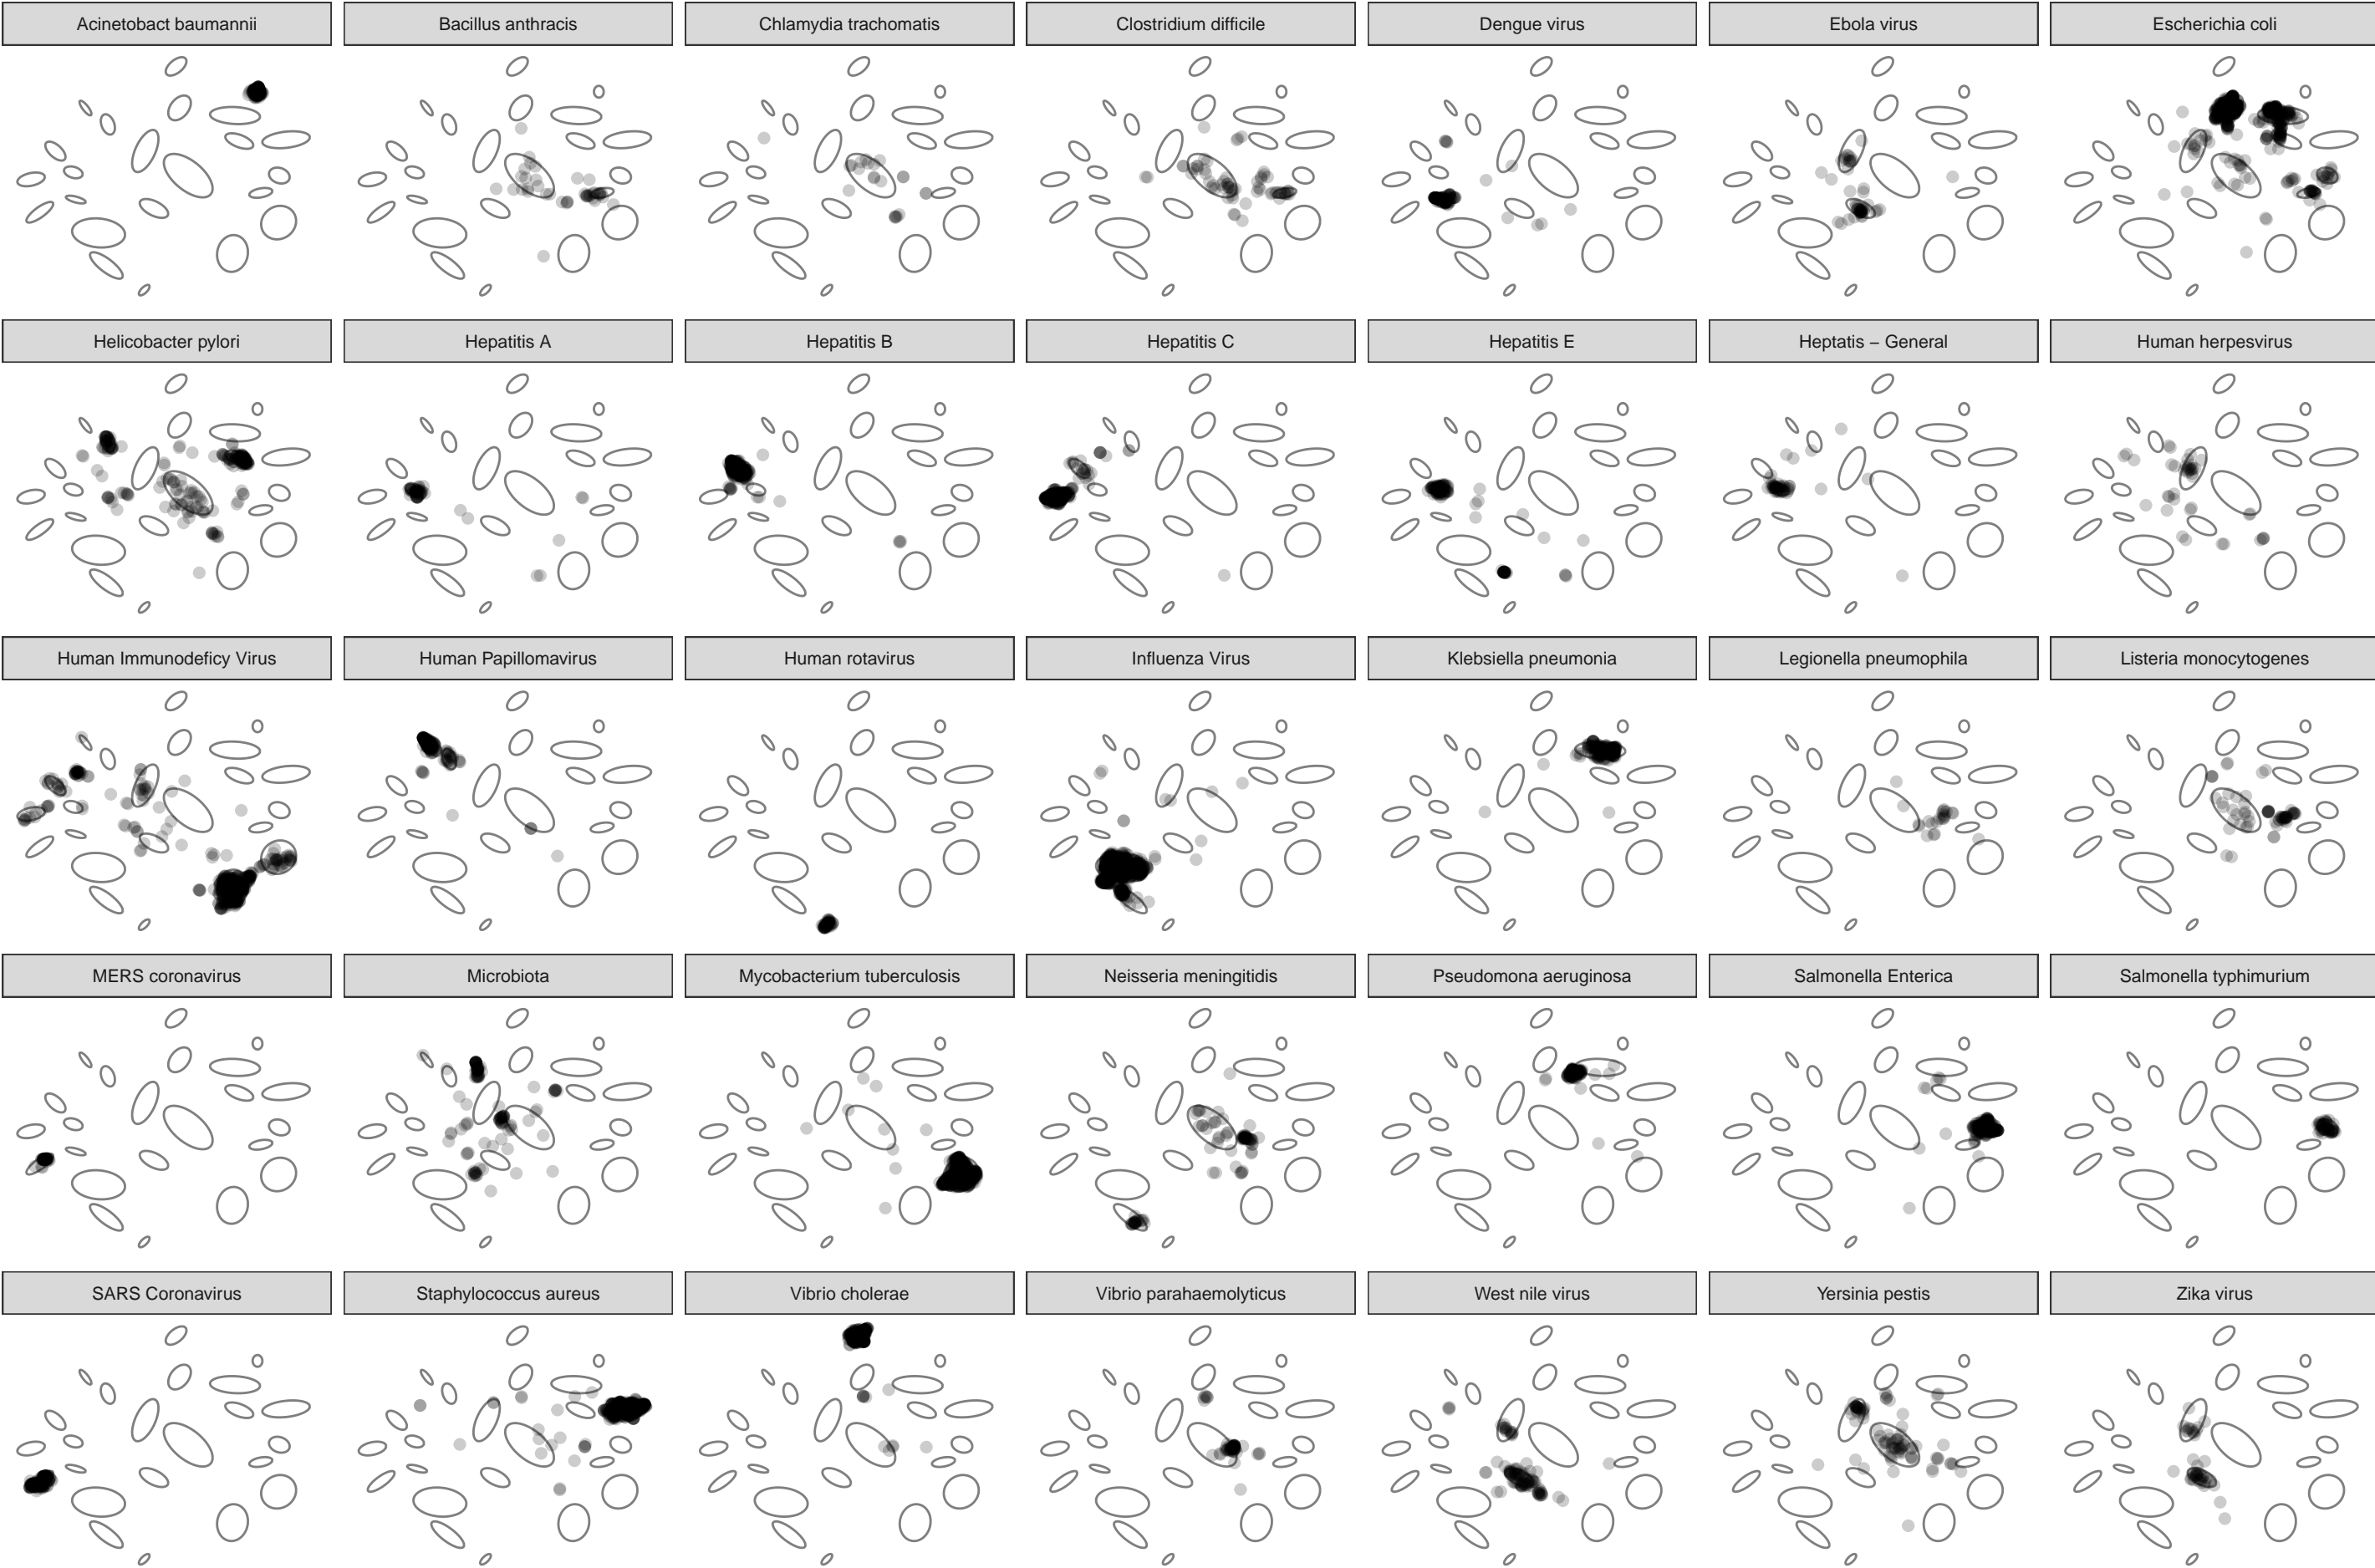 Acinetobact baumannii
Bacillus anthracis
Chlamydia trachomatis
Clostridium difficile
Dengue virus
Ebola virus
Escherichia coli
Helicobacter pylori
Hepatitis A
Hepatitis B
Hepatitis C
Hepatitis E
Heptatis – General
Human herpesvirus
Human Immunodeficy Virus
Human Papillomavirus
Human rotavirus
Influenza Virus
Klebsiella pneumonia
Legionella pneumophila
Listeria monocytogenes
MERS coronavirus
Microbiota
Mycobacterium tuberculosis
Neisseria meningitidis
Pseudomona aeruginosa
Salmonella Enterica
Salmonella typhimurium
SARS Coronavirus
Staphylococcus aureus
Vibrio cholerae
Vibrio parahaemolyticus
West nile virus
Yersinia pestis
Zika virus